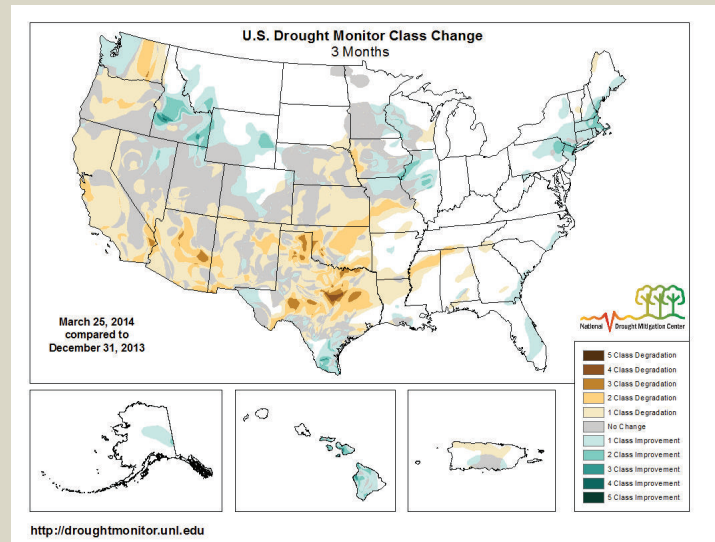 U.S. Drought Monitor Class Change
3 Months
March 25, 2014
compared to
December 31, 2013
National Drought Mitigation Center
5 Class Degradation
4 Class Degradation
3 Class Degradation
2 Class Degradation
1 Class Degradation
No Change
1 Class Improvement
2 Class Improvement
3 Class Improvement
4 Class Improvement
5 Class Improvement
http://droughtmonitor.unl.edu